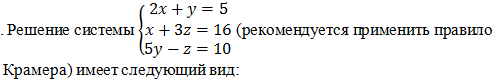 2x + y = 5
. Решение системы { x + 3z = 16 (рекомендуется применить правило
5y − z = 10
Крамера) имеет следующий вид: